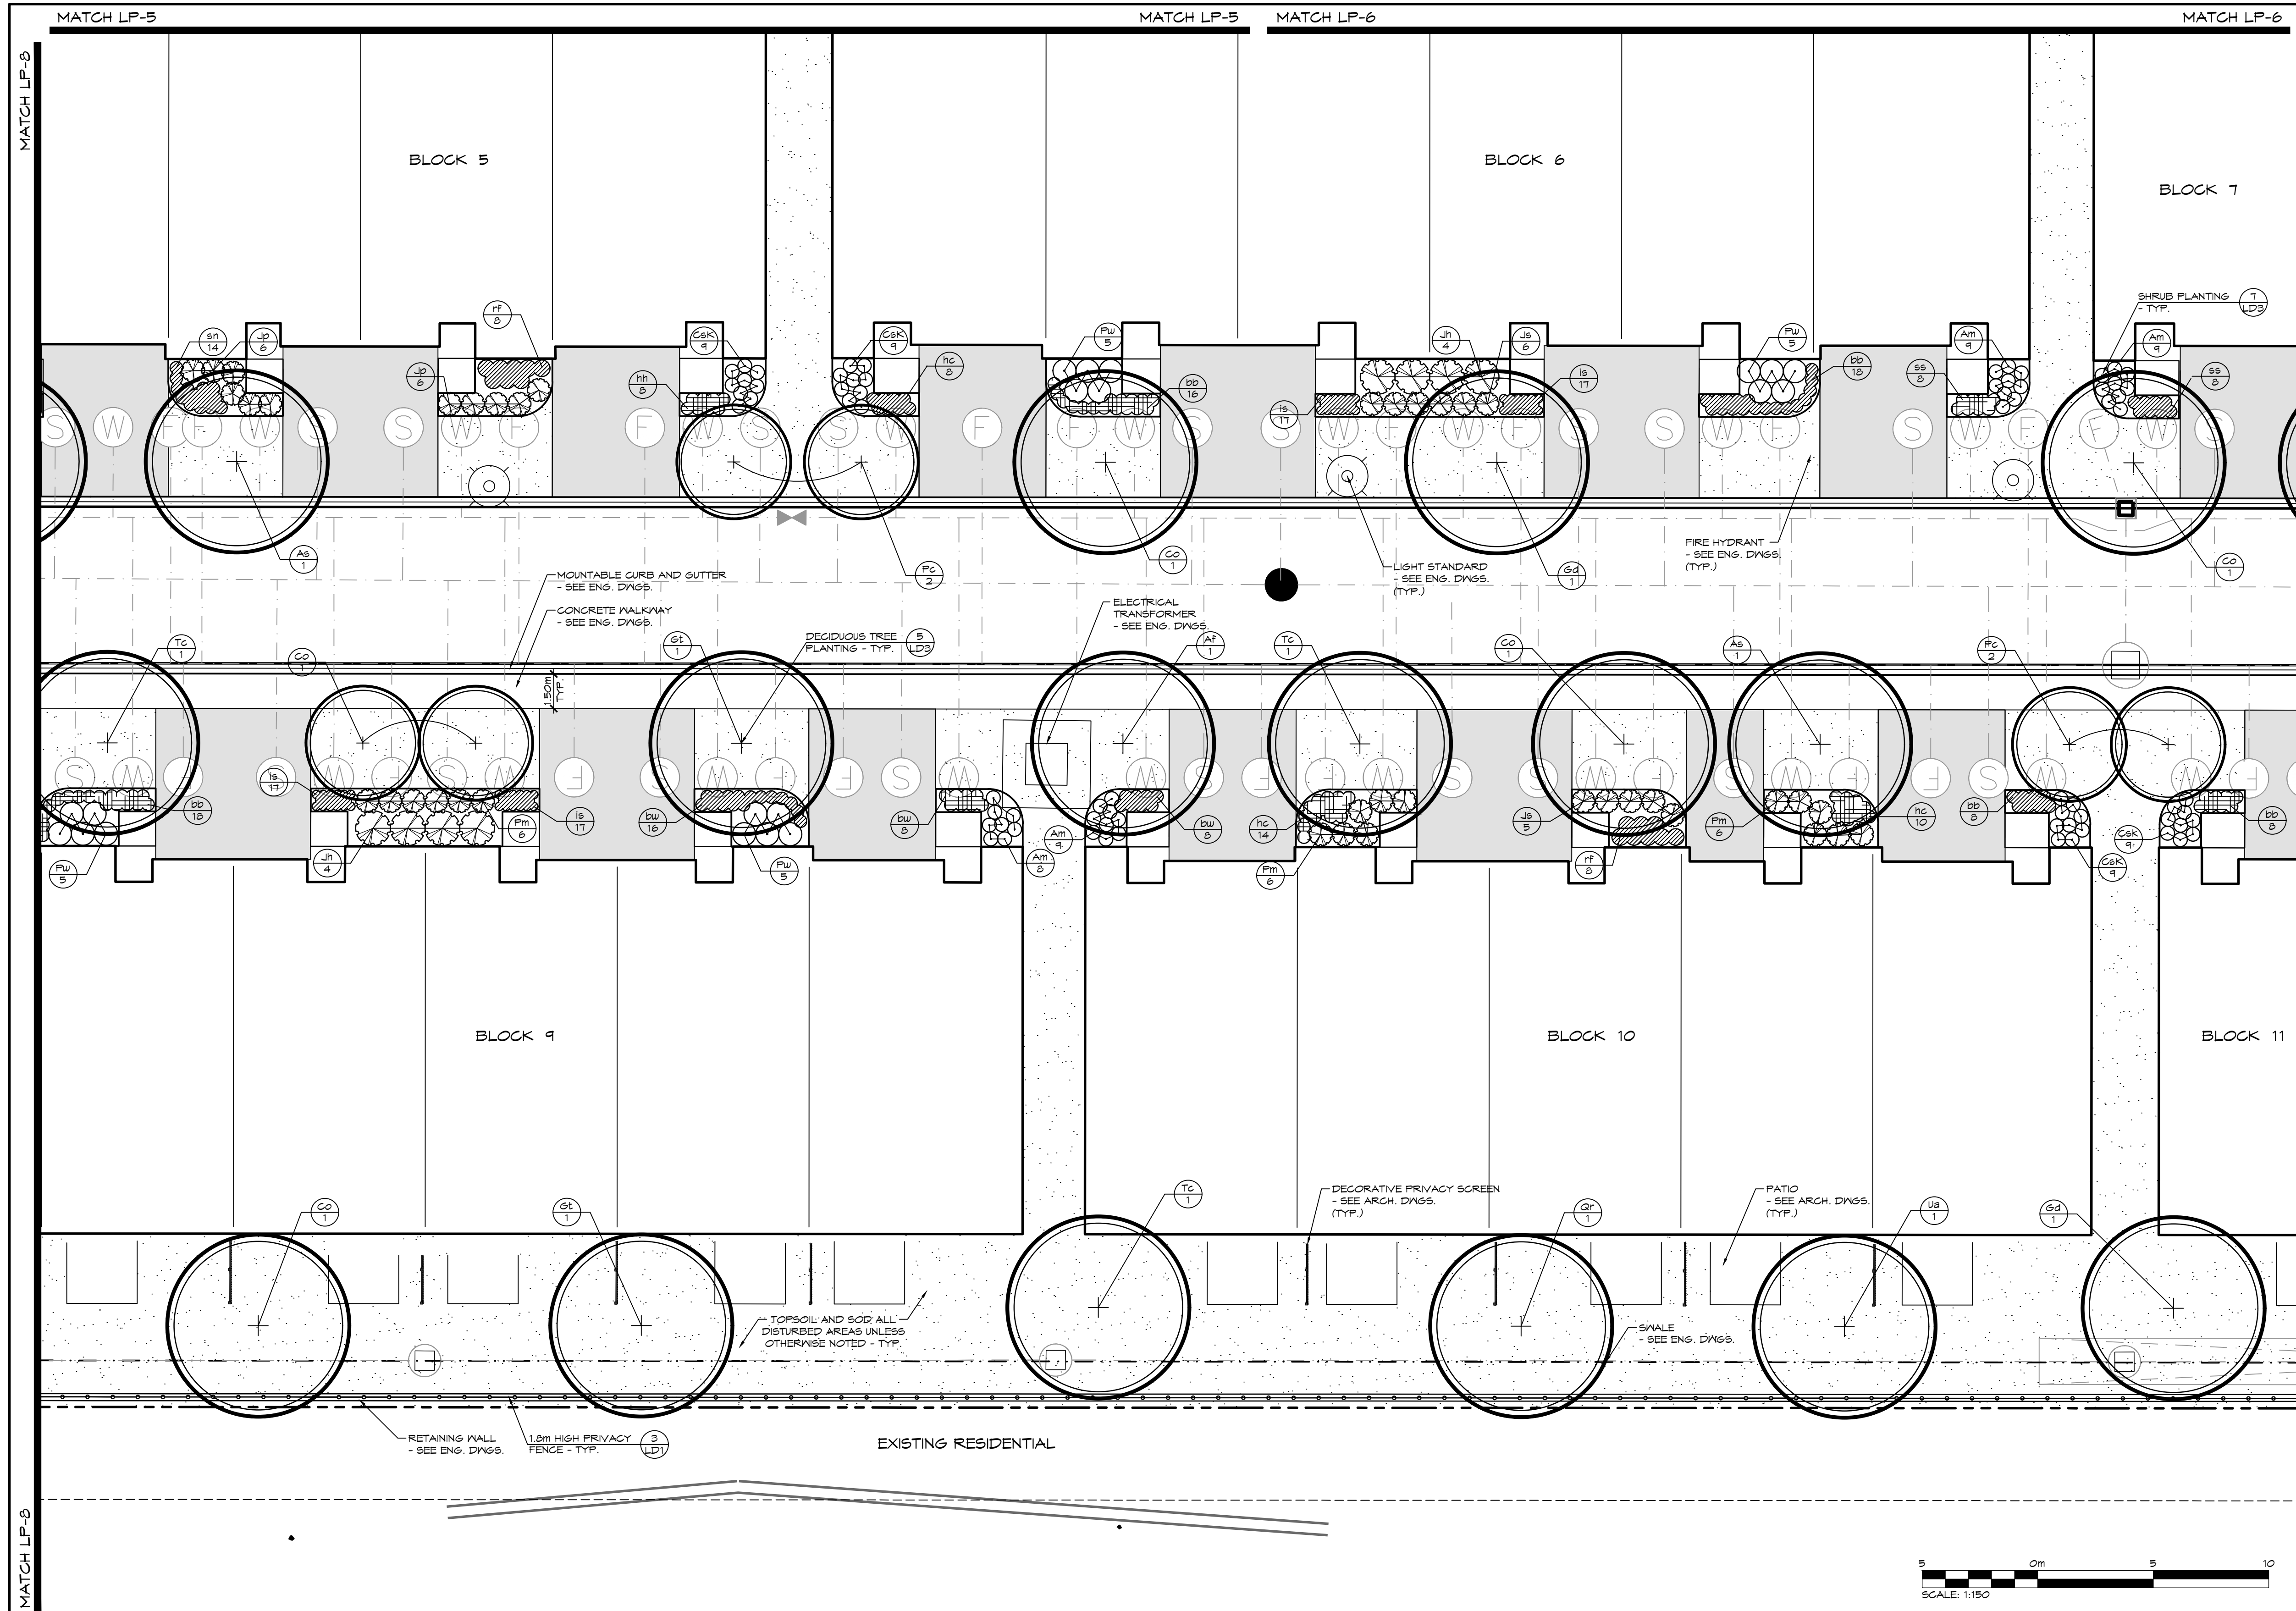 MATCH LP-5
MATCH LP-5
MATCH LP-6
MATCH LP-6
MATCH LP-8
BLOCK 5
BLOCK 6
BLOCK 7
SHRUB PLANTING
- TYP.
7
LD3
rf
8
sn
14
Jp
6
Jp
6
CsK
9
hh
8
CsK
9
hc
8
Pw
5
bb
16
Jh
4
Js
6
is
17
is
17
Pw
5
bb
18
Am
9
ss
8
Am
9
ss
8
S W F F W S S W F F W S S W F F W S S W F W F S S W F S W F F W S
As
1
Pc
2
Co
1
Gd
1
Co
1
FIRE HYDRANT
- SEE ENG. DWGS.
(TYP.)
LIGHT STANDARD
- SEE ENG. DWGS.
(TYP.)
MOUNTABLE CURB AND GUTTER
- SEE ENG. DWGS.
CONCRETE WALKWAY
- SEE ENG. DWGS.
ELECTRICAL
TRANSFORMER
- SEE ENG. DWGS.
DECIDUOUS TREE
PLANTING - TYP.
5
LD3
Tc
1
Co
1
Gt
1
Af
1
Tc
1
Co
1
As
1
Pc
2
1.50m
TYP.
S W F F W F S W F S W F F S W W S F F W S S W F S W F F S W W F S
bb
18
is
17
Pm
6
is
17
bw
16
bw
8
Am
9
bw
8
hc
14
Js
5
Pm
6
hc
10
bb
8
Csk
9
bb
8
Pw
5
Jh
4
Pw
5
Am
8
Pm
6
rf
8
CsK
9
BLOCK 9
BLOCK 10
BLOCK 11
Co
1
Gt
1
Tc
1
DECORATIVE PRIVACY SCREEN
- SEE ARCH. DWGS.
(TYP.)
Qr
1
PATIO
- SEE ARCH. DWGS.
(TYP.)
Ua
1
Gd
1
TOPSOIL AND SOD ALL
DISTURBED AREAS UNLESS
OTHERWISE NOTED - TYP.
SWALE
- SEE ENG. DWGS.
RETAINING WALL
- SEE ENG. DWGS.
1.8m HIGH PRIVACY
FENCE - TYP.
3
LD1
EXISTING RESIDENTIAL
MATCH LP-8
5 0m 5 10
SCALE: 1:150